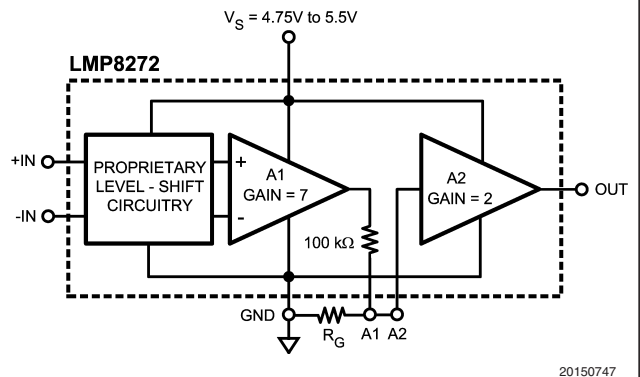 V_S = 4.75V to 5.5V
LMP8272
+IN
-IN
PROPRIETARY
LEVEL - SHIFT
CIRCUITRY
+
-
A1
GAIN = 7
A2
GAIN = 2
OUT
100 kΩ
GND
R_G
A1
A2
20150747